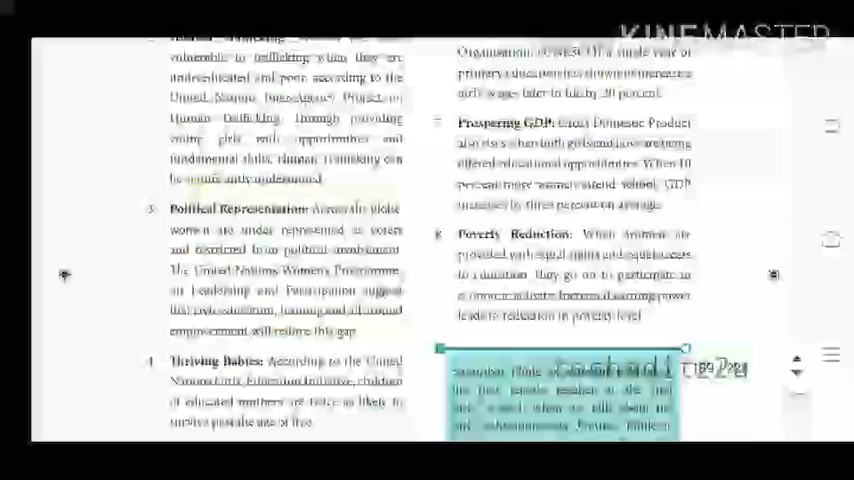 KINEMASTER
vulnerable to trafficking when they are
undereducated and poor, according to the
United Nations Inter-Agency Project on
Human Trafficking. Through providing
young girls with opportunities and
fundamental skills, Human Trafficking can
be significantly undermined.
3 Political Representation: Across the globe,
women are under represented as voters
and restricted from political involvement.
The United Nations Women's Programme
on Leadership and Participation suggest
that civic education, training and all around
empowerment will reduce this gap.
4 Thriving Babies: According to the United
Nations Girls' Education Initiative, children
of educated mothers are twice as likely to
survive past the age of five.
Organisation, (UNESCO) a single year of
primary education has shown to increase
girl's wages later in life by 20 percent.
7 Prospering GDP: Gross Domestic Product
also rises when both girls and boys are being
offered educational opportunities. When 10
percent more women attend school, GDP
increases by three percent on average.
8 Poverty Reduction: When women are
provided with equal rights and equal access
to education, they go on to participate in
economic activity. Increased earning power
leads to reduction in poverty level.